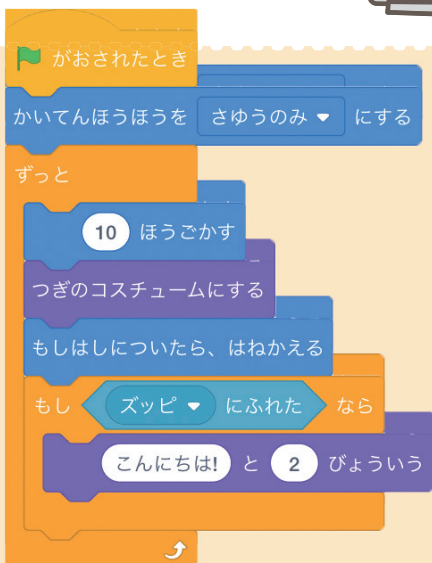 がおされたとき
かいてんほうほうを さゆうのみ にする
ずっと
10 ほうごかす
つぎのコスチュームにする
もしはしについたら、はねかえる
もし ズッピ にふれた なら
こんにちは! と 2 びょういう